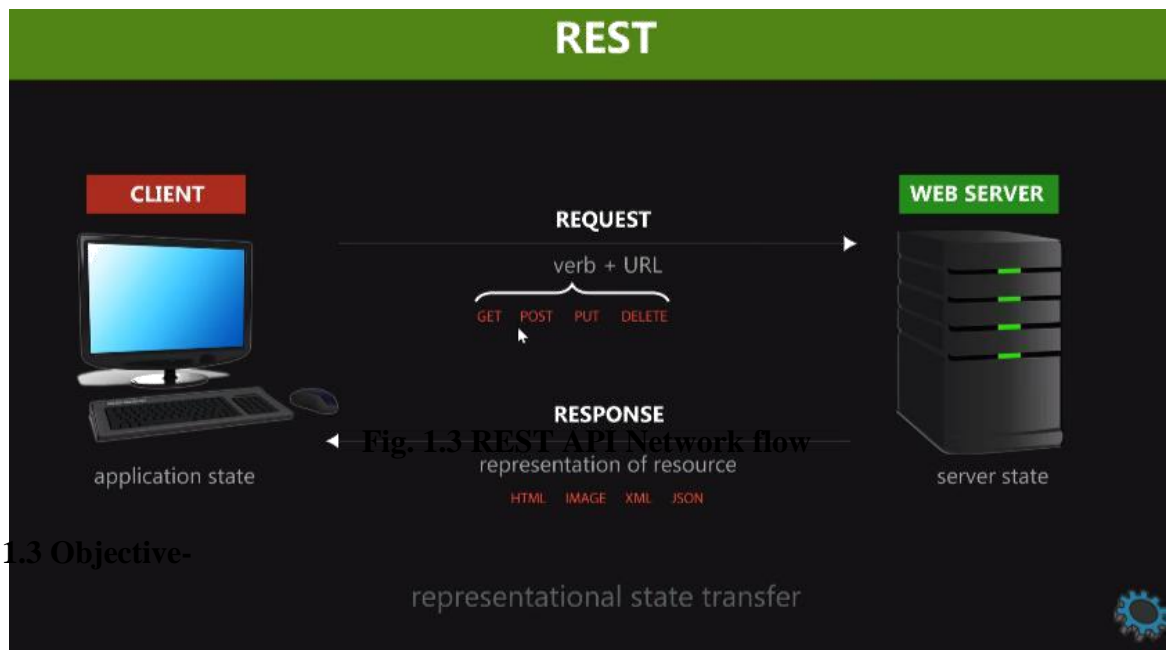 REST
CLIENT
WEB SERVER
REQUEST
verb + URL
GET POST PUT DELETE
RESPONSE
Fig. 1.3 REST API Network flow
representation of resource
application state
server state
HTML IMAGE XML JSON
1.3 Objective-
representational state transfer